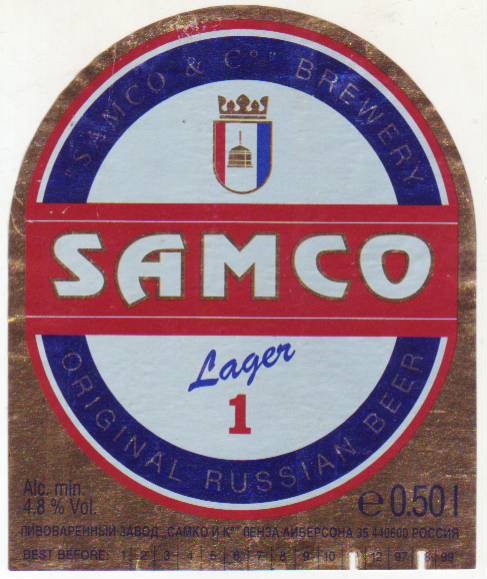 "SAMCO & Cº" BREWERY
SAMCO
Lager
1
ORIGINAL RUSSIAN BEER
Alc. min.
4.8 % Vol.
e 0.50 l
ПИВОВАРЕННЫЙ ЗАВОД „САМКО И Кº" ПЕНЗА АЙБЕРСОНА 35 440600 РОССИЯ
BEST BEFORE: 1 2 3 4 5 6 7 8 9 10 12 97 98 99